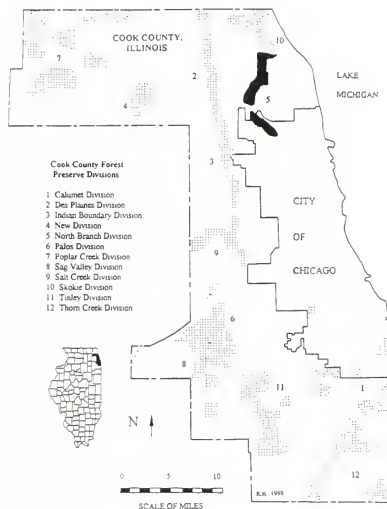 COOK COUNTY,
ILLINOIS
10
7
2
LAKE
MICHIGAN
5
4
Cook County Forest
Preserve Divisions
1 Calumet Division
2 Des Plaines Division
3 Indian Boundary Division
4 New Division
5 North Branch Division
6 Palos Division
7 Poplar Creek Division
8 Sag Valley Division
9 Salt Creek Division
10 Skokie Division
11 Tinley Division
12 Thorn Creek Division
3
CITY
OF
CHICAGO
9
6
8
11
1
N
12
0 5 10
SCALE OF MILES
R.H. 1998